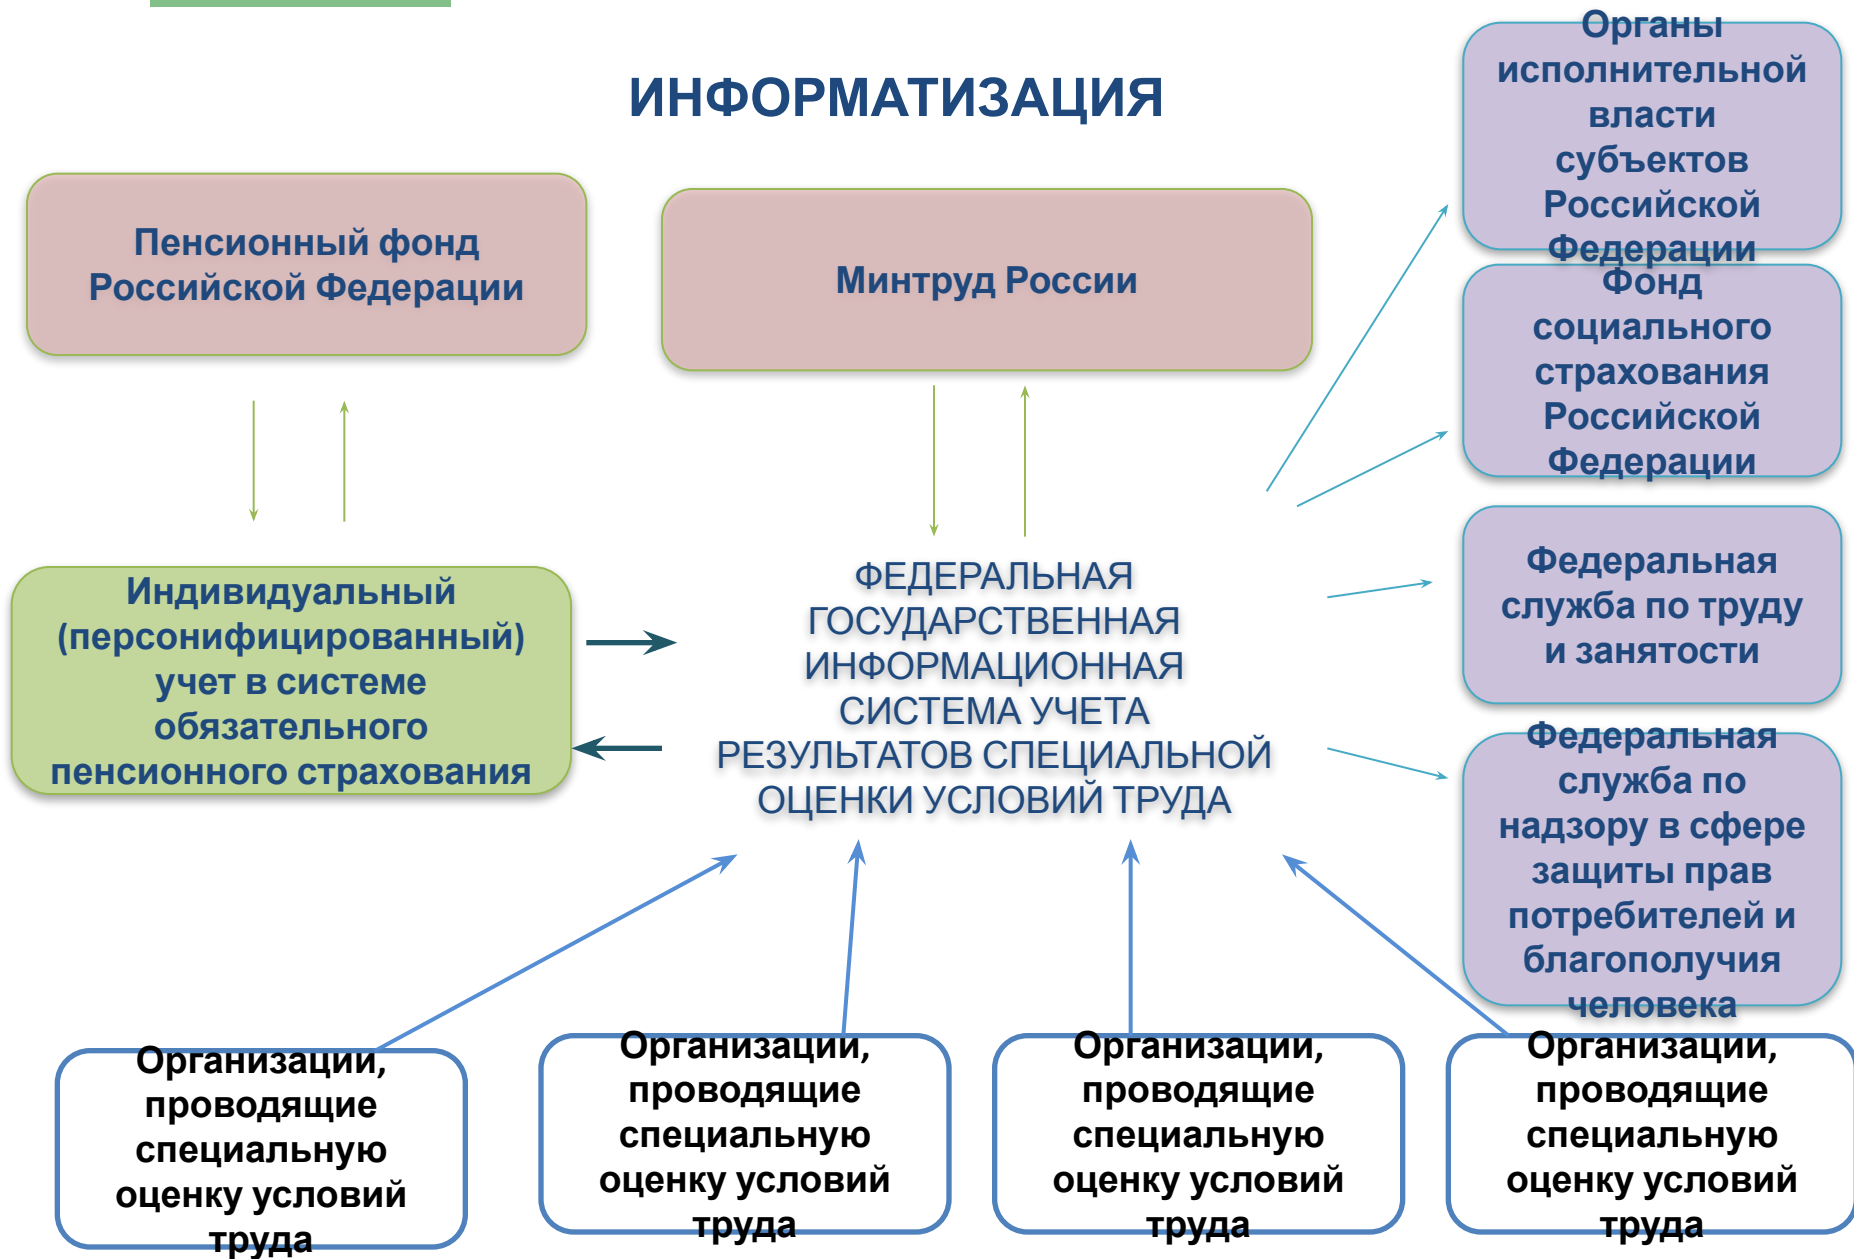 ИНФОРМАТИЗАЦИЯ
Пенсионный фонд
Российской Федерации
Минтруд России
Органы
исполнительной
власти
субъектов
Российской
Федерации
Фонд
социального
страхования
Российской
Федерации
Федеральная
служба по труду
и занятости
Федеральная
служба по
надзору в сфере
защиты прав
потребителей и
благополучия
человека
Индивидуальный
(персонифицированный)
учет в системе
обязательного
пенсионного страхования
ФЕДЕРАЛЬНАЯ
ГОСУДАРСТВЕННАЯ
ИНФОРМАЦИОННАЯ
СИСТЕМА УЧЕТА
РЕЗУЛЬТАТОВ СПЕЦИАЛЬНОЙ
ОЦЕНКИ УСЛОВИЙ ТРУДА
Организации,
проводящие
специальную
оценку условий
труда
Организации,
проводящие
специальную
оценку условий
труда
Организации,
проводящие
специальную
оценку условий
труда
Организации,
проводящие
специальную
оценку условий
труда